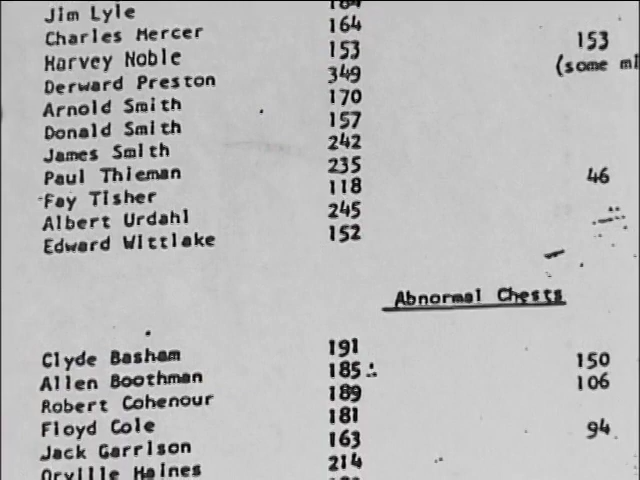 Jim Lyle 164
Charles Mercer 164
Harvey Noble 153 153
Derward Preston 349 (some mi
Arnold Smith 170
Donald Smith 157
James Smith 242
Paul Thieman 235 46
Fay Tisher 118
Albert Urdahl 245
Edward Wittlake 152
Abnormal Chests
Clyde Basham 191 150
Allen Boothman 185 106
Robert Cohenour 189
Floyd Cole 181 94
Jack Garrison 163
Orville Haines 214